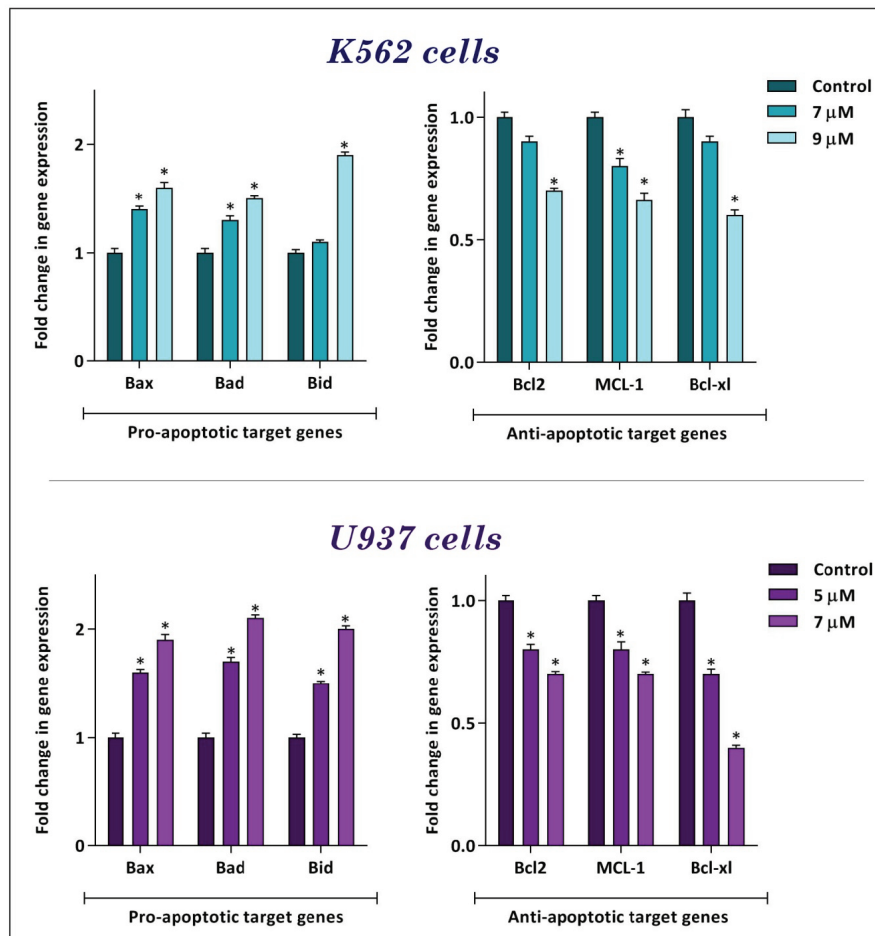 K562 cells
Fold change in gene expression
2
1
0
*
*
*
*
*
Bax Bad Bid
Pro-apoptotic target genes
Fold change in gene expression
1.0
0.5
0.0
*
*
*
*
Bcl2 MCL-1 Bcl-xl
Anti-apoptotic target genes
Control
7 μM
9 μM
U937 cells
Fold change in gene expression
2
1
0
*
*
*
*
*
*
Bax Bad Bid
Pro-apoptotic target genes
Fold change in gene expression
1.0
0.5
0.0
*
*
*
*
*
*
Bcl2 MCL-1 Bcl-xl
Anti-apoptotic target genes
Control
5 μM
7 μM